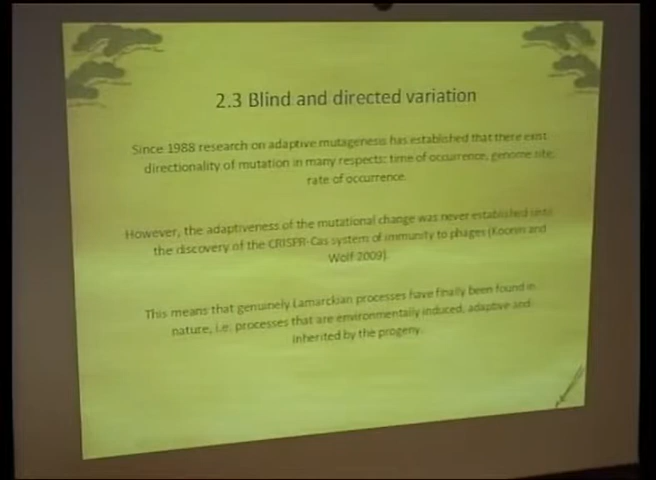 2.3 Blind and directed variation
Since 1988 research on adaptive mutagenesis has established that there exist
directionality of mutation in many respects: time of occurrence, genome site,
rate of occurrence.
However, the adaptiveness of the mutational change was never established until
the discovery of the CRISPR-Cas system of immunity to phages (Koonin and
Wolf 2009).
This means that genuinely Lamarckian processes have finally been found in
nature, i.e. processes that are environmentally induced, adaptive and
inherited by the progeny.